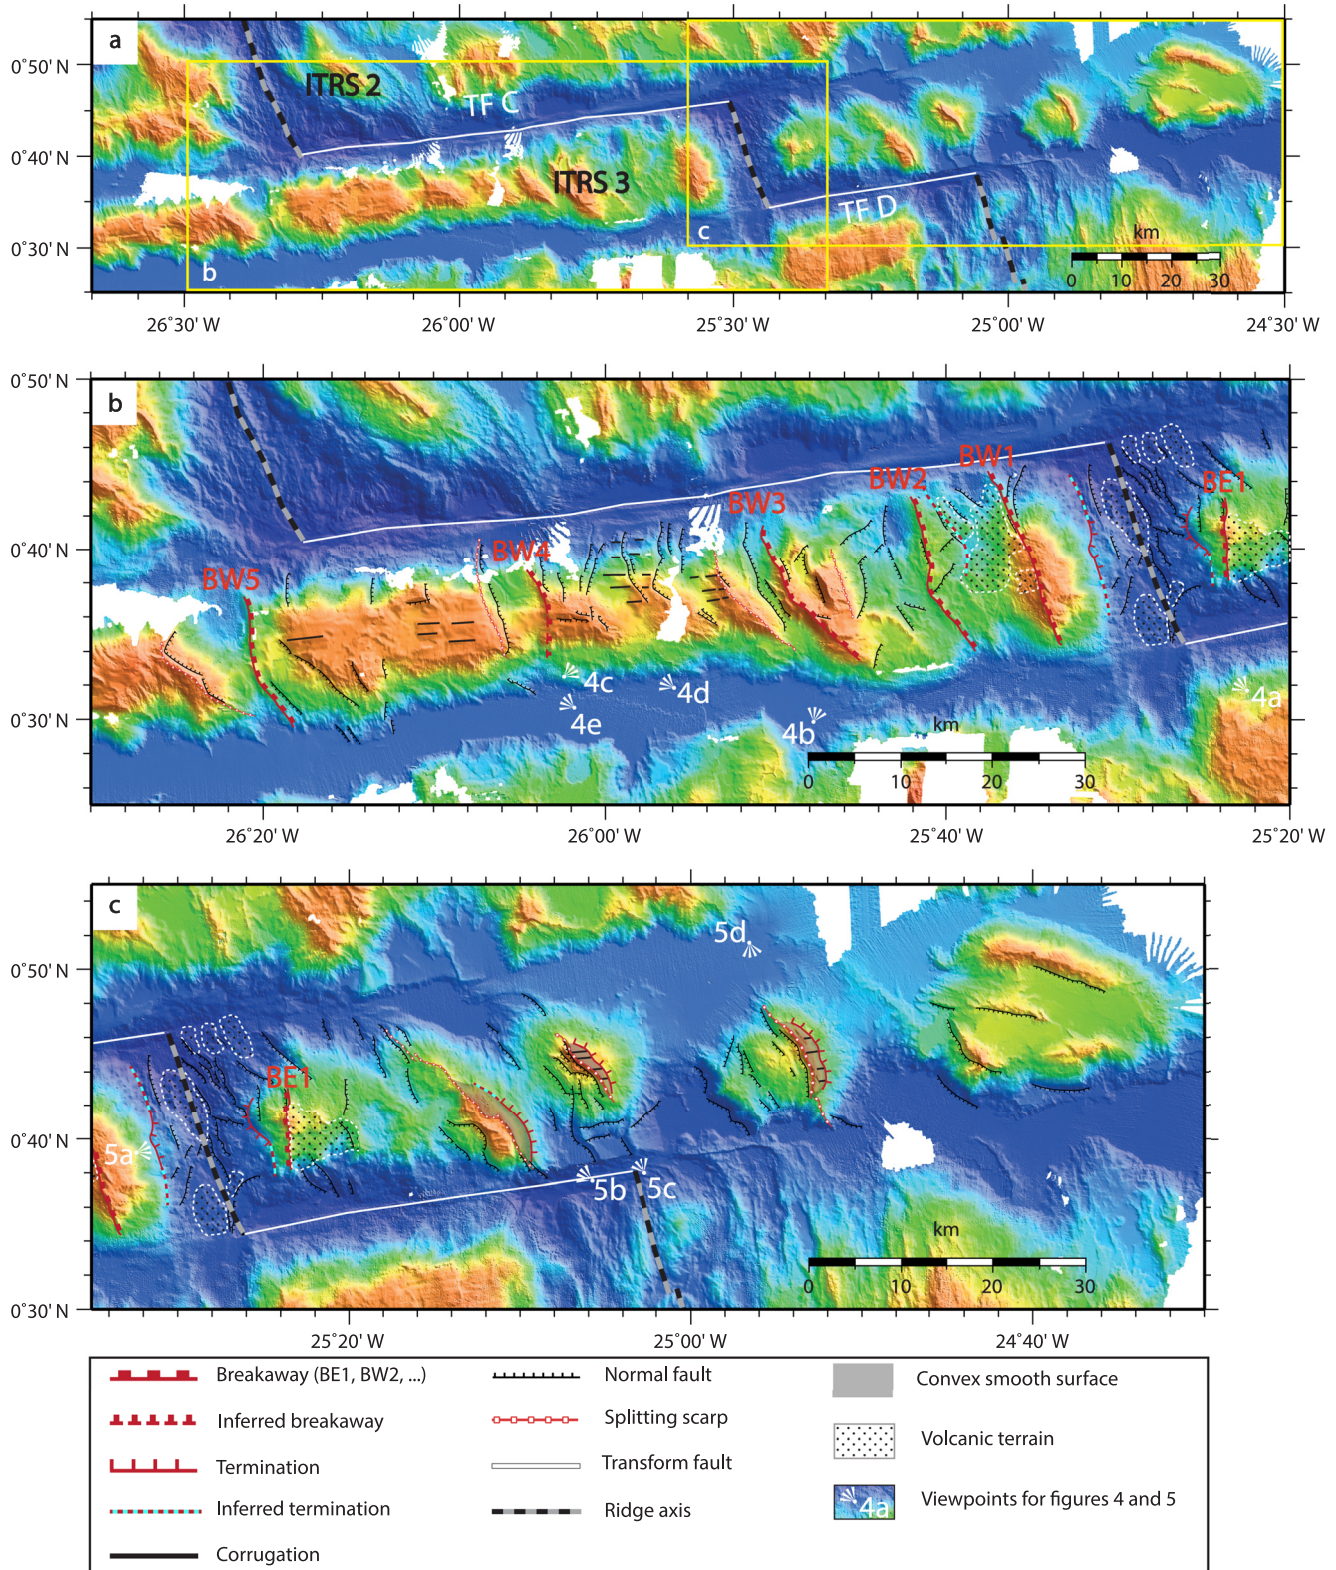 a
0°50' N
0°40' N
0°30' N
ITRS 2
TF C
ITRS 3
TF D
b
c
km
0 10 20 30
26°30' W 26°00' W 25°30' W 25°00' W 24°30' W
b
0°50' N
0°40' N
0°30' N
BW5
BW4
BW3
BW2
BW1
BE1
4c
4d
4e
4b
4a
km
0 10 20 30
26°20' W 26°00' W 25°40' W 25°20' W
c
0°50' N
0°40' N
0°30' N
5d
BE1
5a
5b
5c
km
0 10 20 30
25°20' W 25°00' W 24°40' W
Breakaway (BE1, BW2, ...)
Inferred breakaway
Termination
Inferred termination
Corrugation
Normal fault
Splitting scarp
Transform fault
Ridge axis
Convex smooth surface
Volcanic terrain
4a
Viewpoints for figures 4 and 5